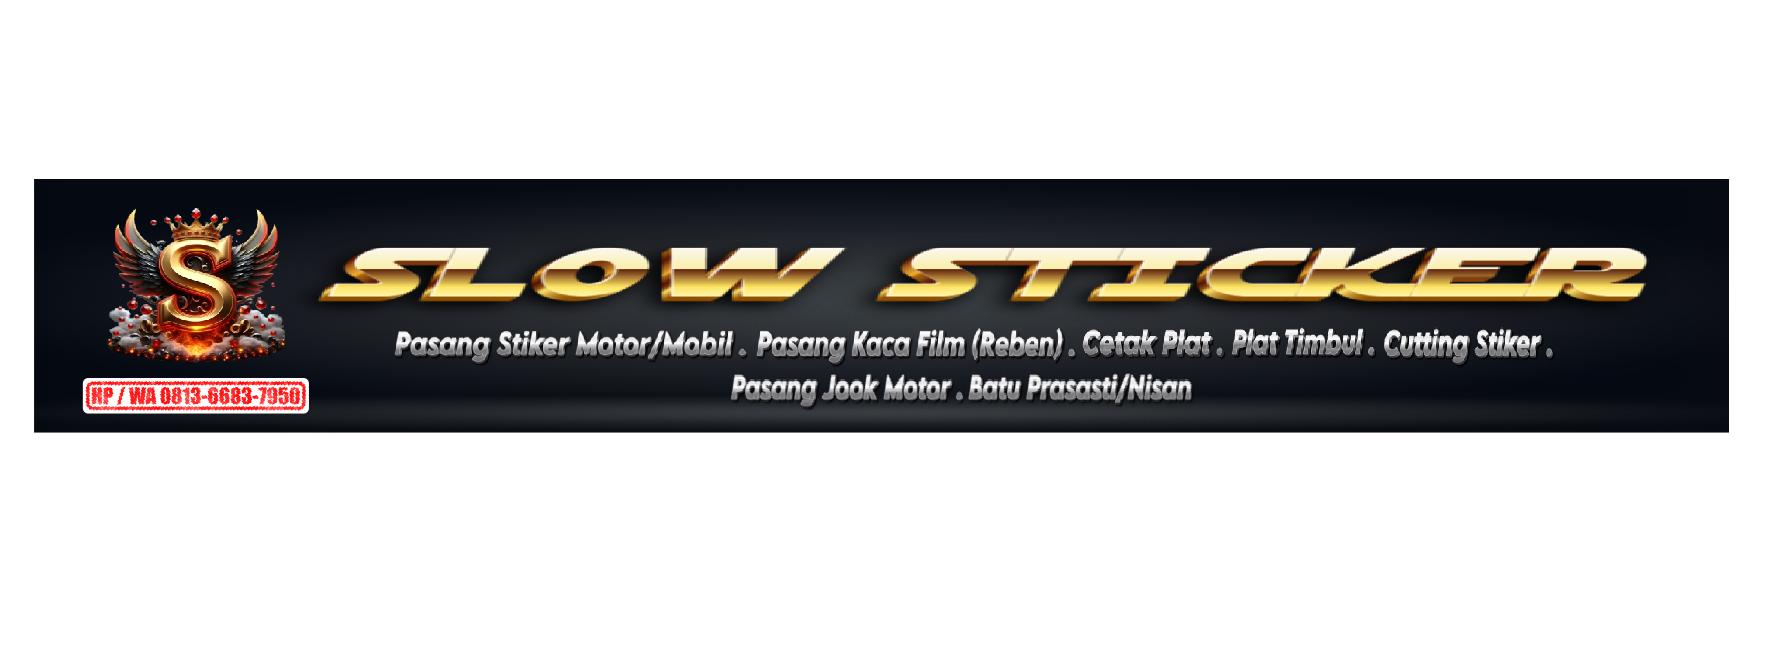 S
SLOW STICKER
Pasang Stiker Motor/Mobil . Pasang Kaca Film (Reben) . Cetak Plat . Plat Timbul . Cutting Stiker .
Pasang Jook Motor . Batu Prasasti/Nisan
HP / WA 0813-6683-7950